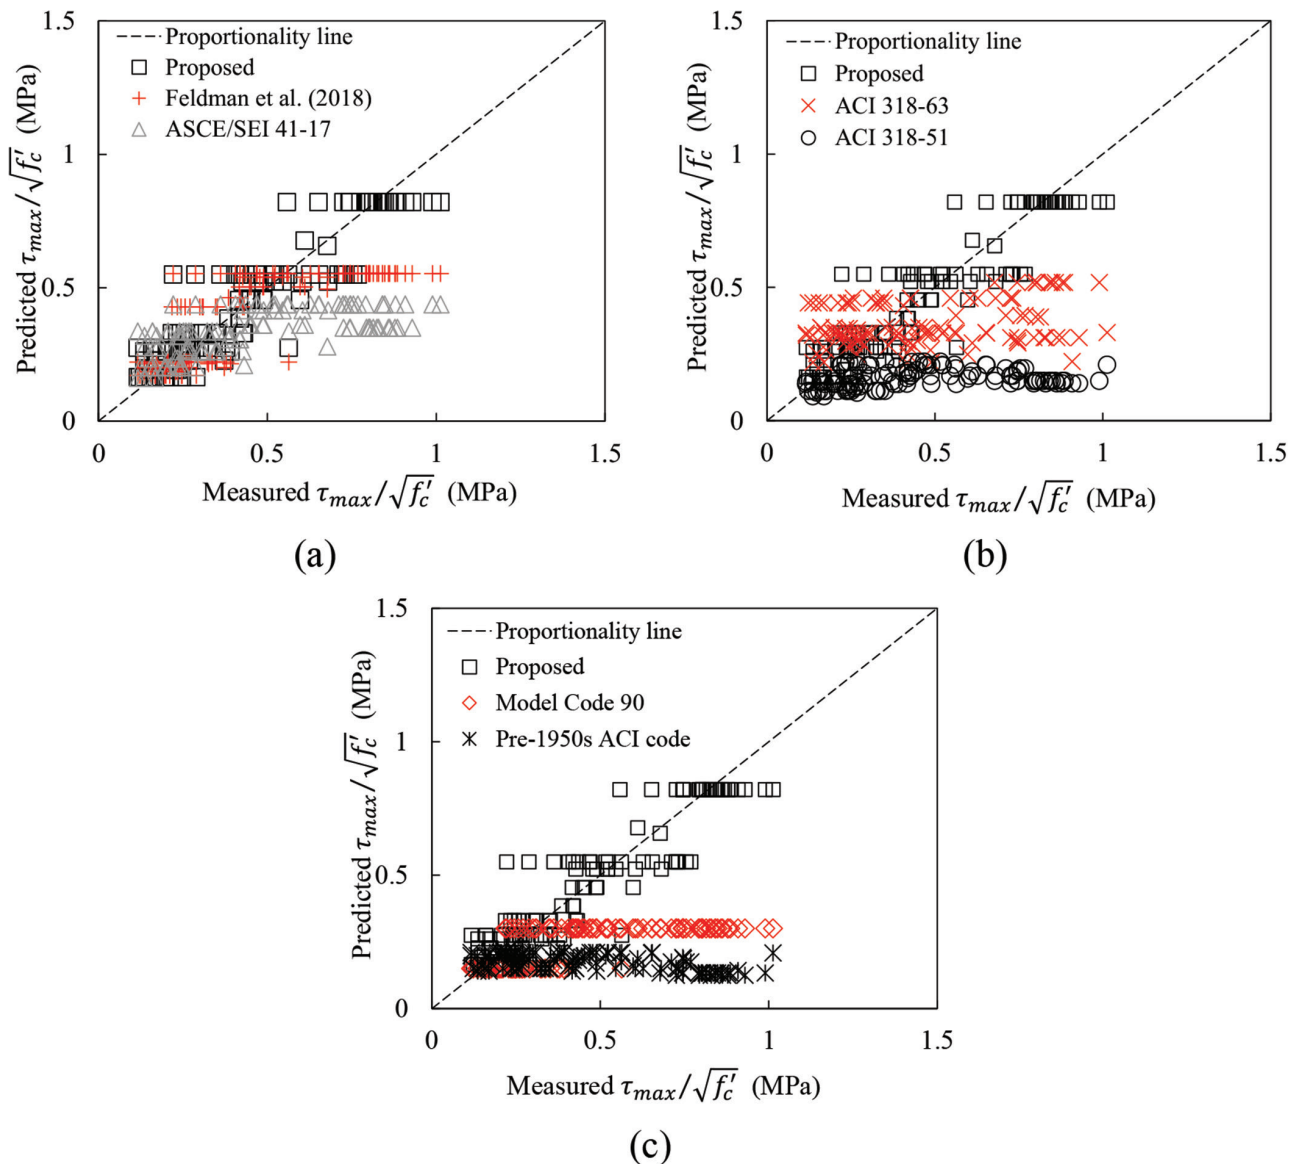 1.5
Proportionality line
Proposed
Feldman et al. (2018)
ASCE/SEI 41-17
1
0.5
0
0
0.5
1
1.5
Predicted τmax/√f′c (MPa)
Measured τmax/√f′c (MPa)
(a)
1.5
Proportionality line
Proposed
ACI 318-63
ACI 318-51
1
0.5
0
0
0.5
1
1.5
Predicted τmax/√f′c (MPa)
Measured τmax/√f′c (MPa)
(b)
1.5
Proportionality line
Proposed
Model Code 90
Pre-1950s ACI code
1
0.5
0
0
0.5
1
1.5
Predicted τmax/√f′c (MPa)
Measured τmax/√f′c (MPa)
(c)